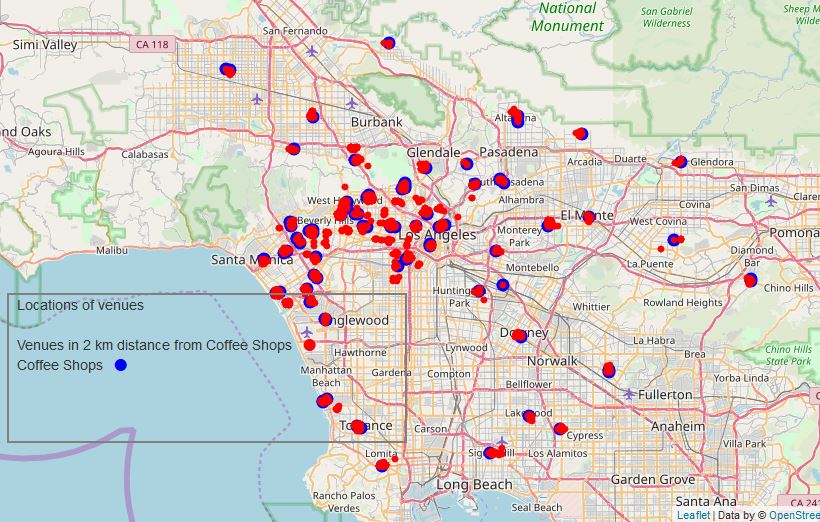 National
Monument
San Gabriel
Wilderness
Sheep M
Wilde
San Fernando
Simi Valley
CA 118
nd Oaks
Agoura Hills
Calabasas
Burbank
Altadena
Glendale
Pasadena
Arcadia
Duarte
Glendora
South Pasadena
San Dimas
Covina
Clarem
West Hollywood
Alhambra
El Monte
West Covina
Beverly Hills
Monterey
Park
Pomona
Los Angeles
Malibu
Santa Monica
La Puente
Diamond
Bar
Montebello
Chino Hills
Huntington
Park
Rowland Heights
Locations of venues
Inglewood
Downey
Venues in 2 km distance from Coffee Shops
Coffee Shops
Hawthorne
Lynwood
La Habra
Brea
Chino Hills
State Park
Norwalk
Manhattan
Beach
Gardena
Compton
Bellflower
Yorba Linda
Fullerton
Torrance
Carson
Lakewood
Cypress
Anaheim
Villa Park
Lomita
Signal Hill
Los Alamitos
Long Beach
Garden Grove
Rancho Palos
Verdes
Seal Beach
Santa Ana
CA 241
Leaflet | Data by © OpenStree